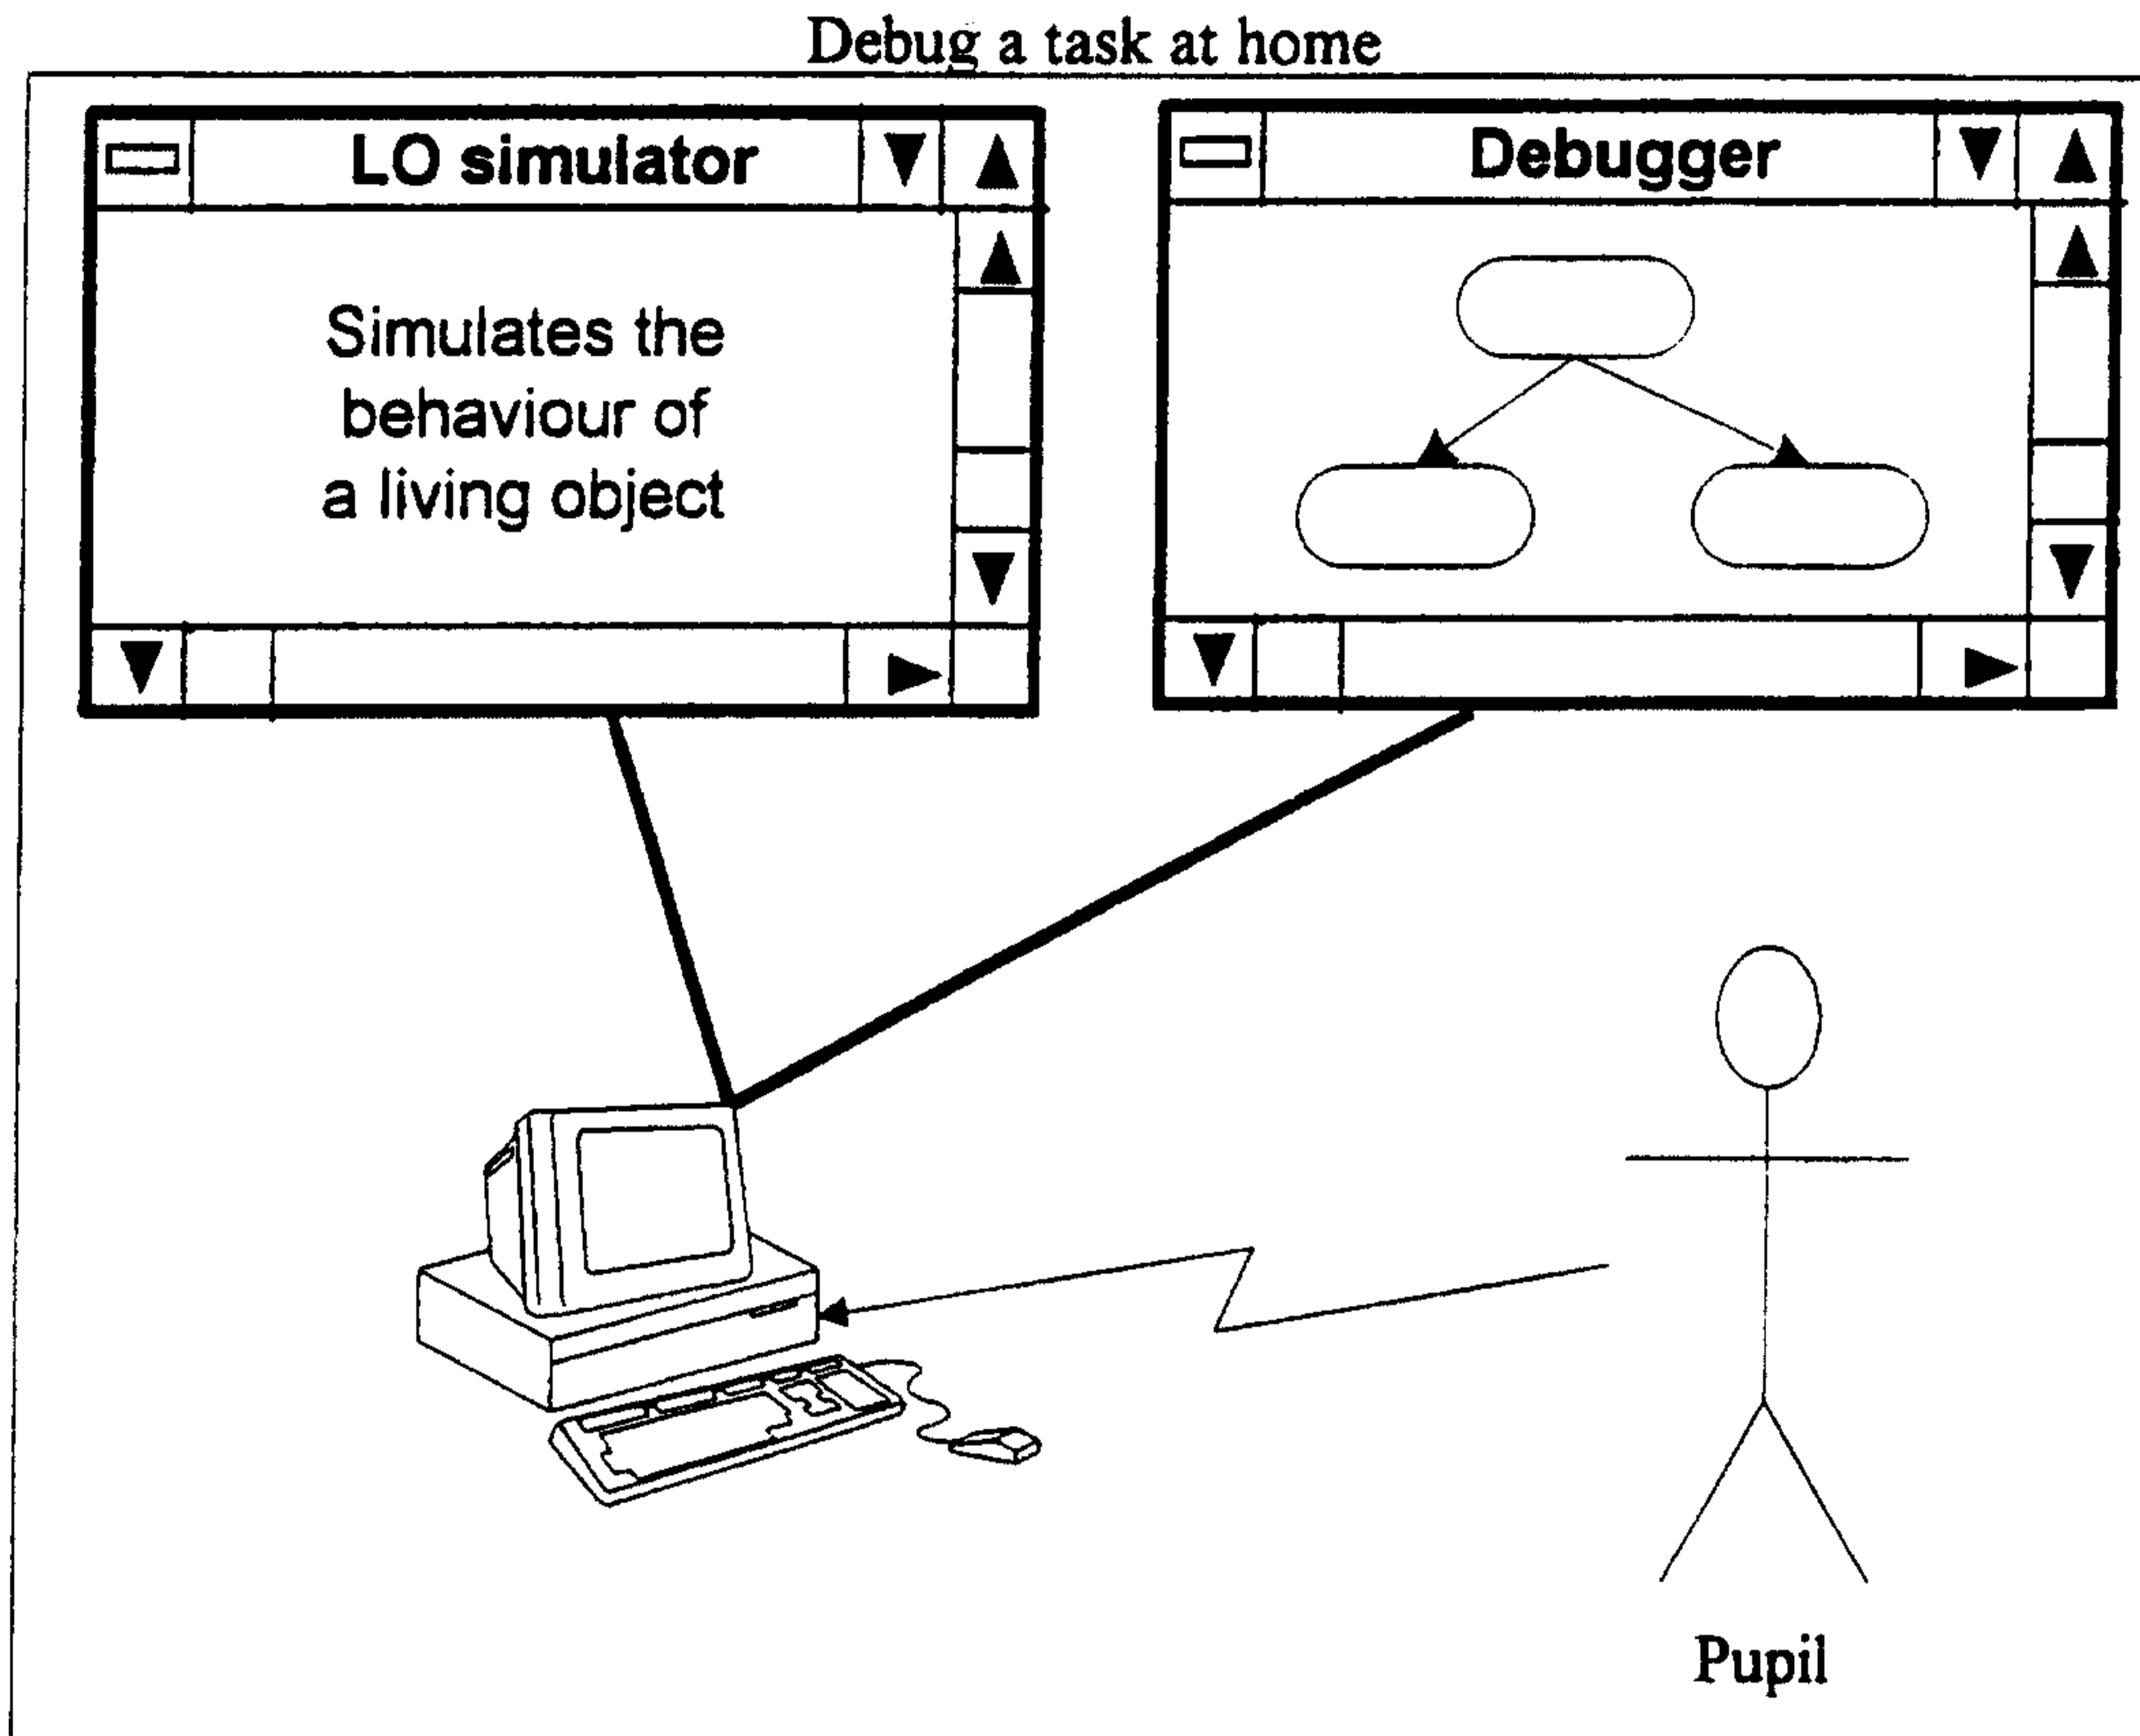 Debug a task at home
LO simulator
Simulates the
behaviour of
a living object
Debugger
Pupil